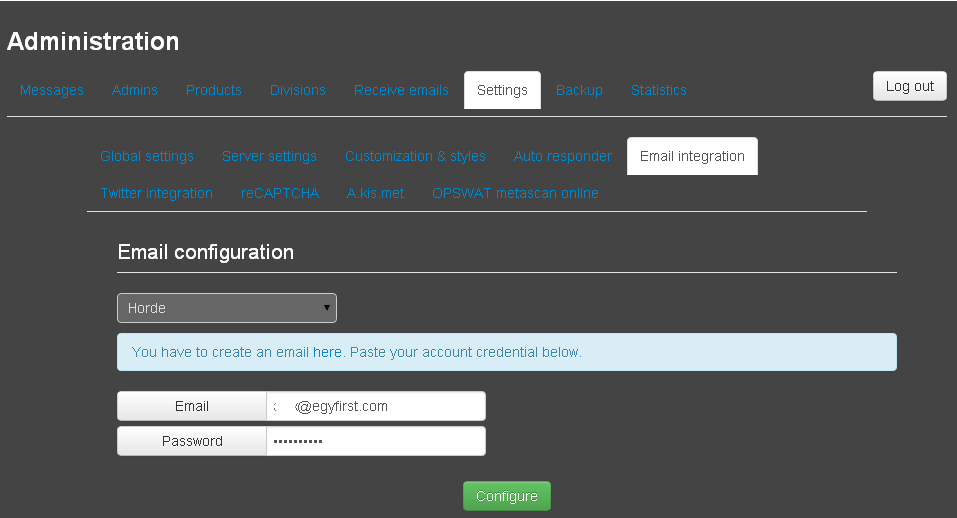 Administration
Messages Admins Products Divisions Receive emails Settings Backup Statistics Log out
Global settings Server settings Customization & styles Auto responder Email integration
Twitter integration reCAPTCHA A.kis.met OPSWAT metascan online
Email configuration
Horde
You have to create an email here. Paste your account credential below.
Email @egyfirst.com
Password ••••••••••
Configure